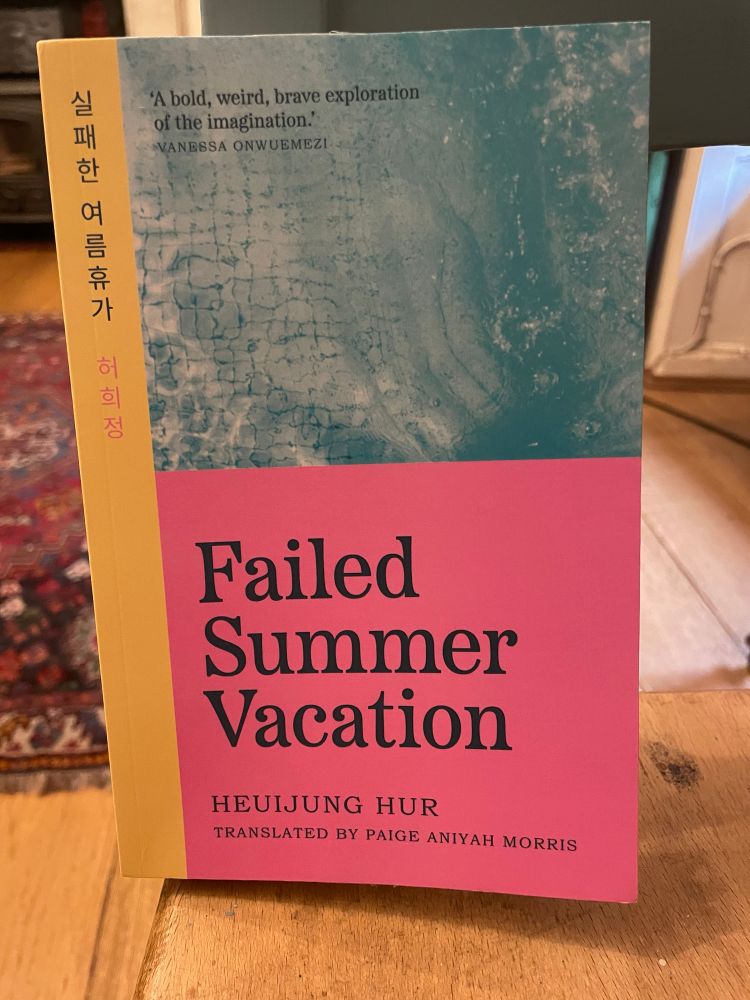 실패한 여름휴가 허희정
‘A bold, weird, brave exploration
of the imagination.’
VANESSA ONWUEMEZI
Failed
Summer
Vacation
HEUIJUNG HUR
TRANSLATED BY PAIGE ANIYAH MORRIS